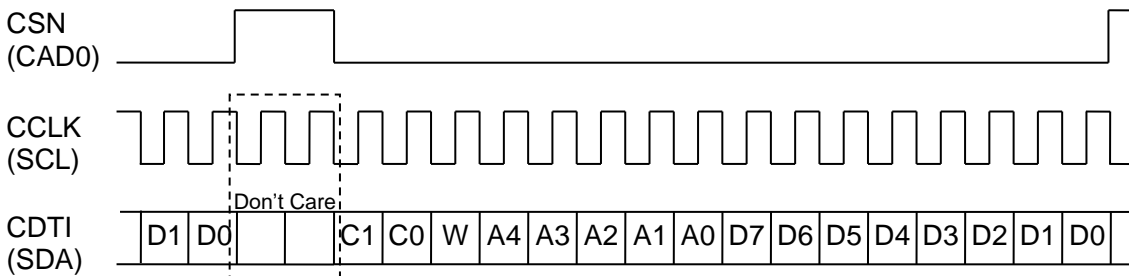 CSN
(CAD0)
CCLK
(SCL)
Don't Care
CDTI
(SDA)
D1 D0 C1 C0 W A4 A3 A2 A1 A0 D7 D6 D5 D4 D3 D2 D1 D0